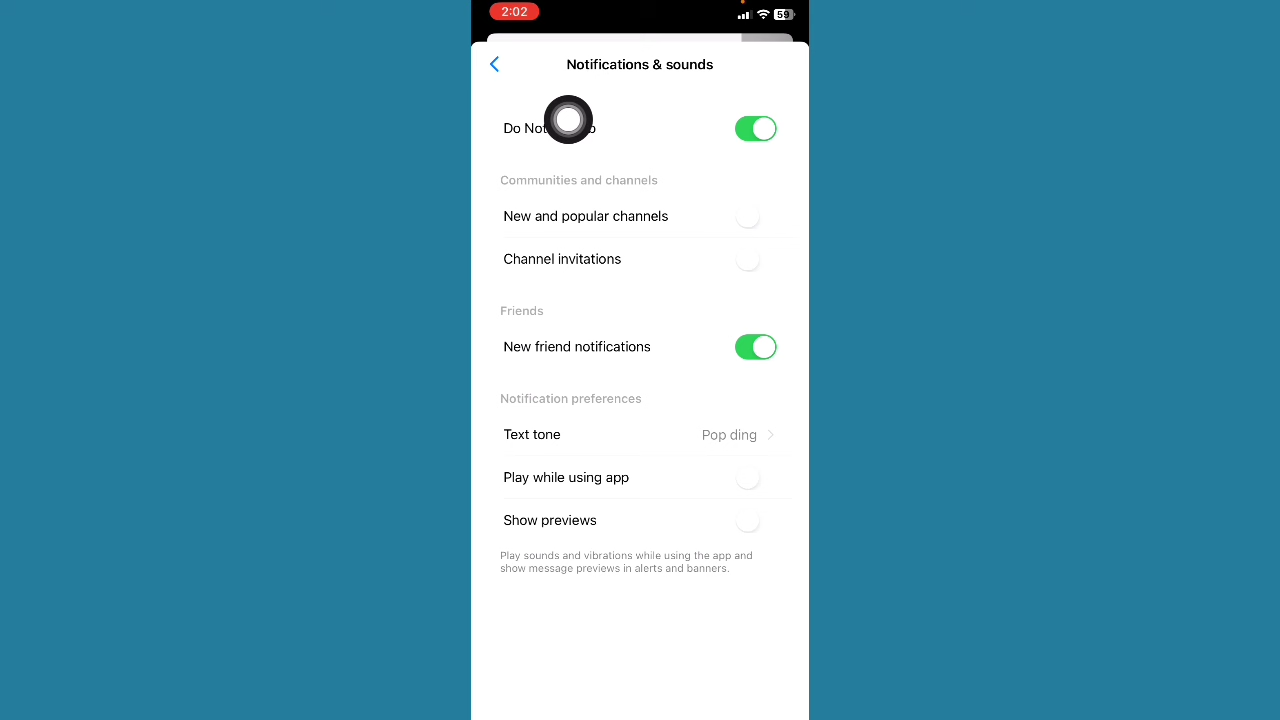 2:02
59
Notifications & sounds
Do Not
Communities and channels
New and popular channels
Channel invitations
Friends
New friend notifications
Notification preferences
Text tone
Pop ding
Play while using app
Show previews
Play sounds and vibrations while using the app and
show message previews in alerts and banners.